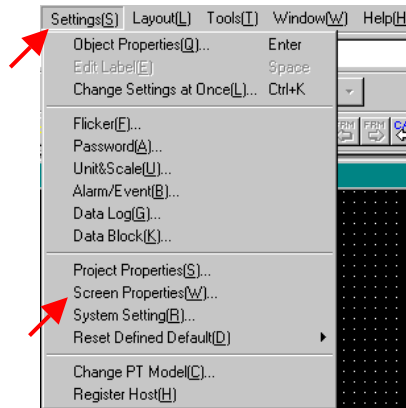 Settings(S) Layout(L) Tools(T) Window(W) Help(H
Object Properties(Q)... Enter
Edit Label(E) Space
Change Settings at Once(L)... Ctrl+K
Flicker(F)...
Password(A)...
Unit&Scale(U)...
Alarm/Event(B)...
Data Log(G)...
Data Block(K)...
Project Properties(S)...
Screen Properties(W)...
System Setting(R)...
Reset Defined Default(D)
Change PT Model(C)...
Register Host(H)
FRM